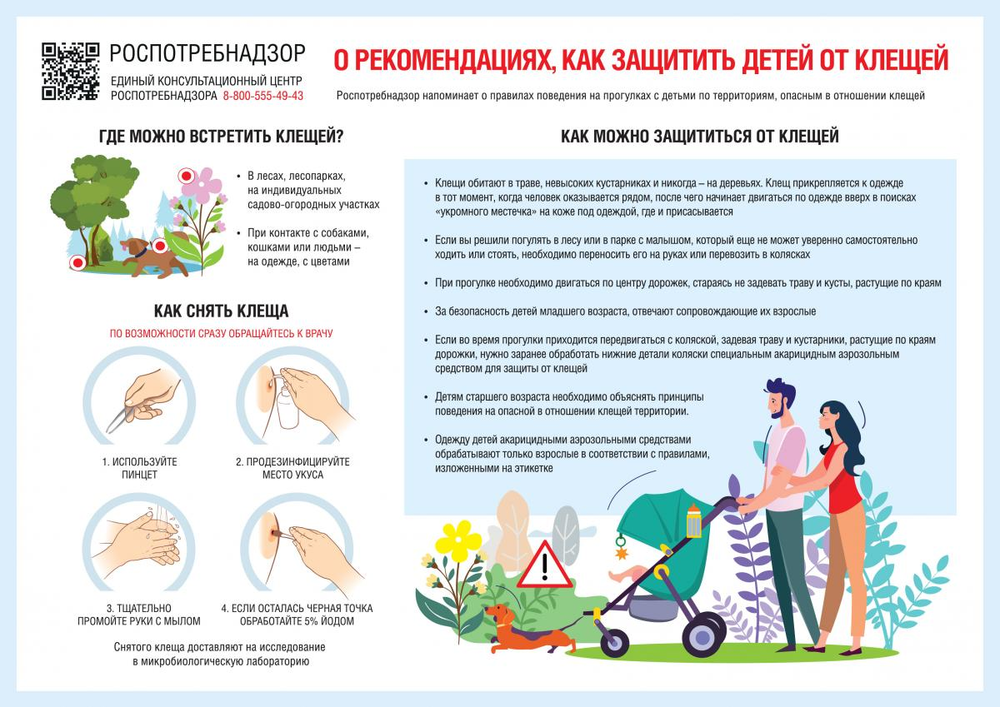 РОСПОТРЕБНАДЗОР
ЕДИНЫЙ КОНСУЛЬТАЦИОННЫЙ ЦЕНТР
РОСПОТРЕБНАДЗОРА 8-800-555-49-43
О РЕКОМЕНДАЦИЯХ, КАК ЗАЩИТИТЬ ДЕТЕЙ ОТ КЛЕЩЕЙ
Роспотребнадзор напоминает о правилах поведения на прогулках с детьми по территориям, опасным в отношении клещей
ГДЕ МОЖНО ВСТРЕТИТЬ КЛЕЩЕЙ?
• В лесах, лесопарках,
на индивидуальных
садово-огородных участках
• При контакте с собаками,
кошками или людьми –
на одежде, с цветами
КАК СНЯТЬ КЛЕЩА
ПО ВОЗМОЖНОСТИ СРАЗУ ОБРАЩАЙТЕСЬ К ВРАЧУ
1. ИСПОЛЬЗУЙТЕ
ПИНЦЕТ
2. ПРОДЕЗИНФИЦИРУЙТЕ
МЕСТО УКУСА
3. ТЩАТЕЛЬНО
ПРОМОЙТЕ РУКИ С МЫЛОМ
4. ЕСЛИ ОСТАЛАСЬ ЧЕРНАЯ ТОЧКА
ОБРАБОТАЙТЕ 5% ЙОДОМ
Снятого клеща доставляют на исследование
в микробиологическую лабораторию
КАК МОЖНО ЗАЩИТИТЬСЯ ОТ КЛЕЩЕЙ
• Клещи обитают в траве, невысоких кустарниках и никогда – на деревьях. Клещ прикрепляется к одежде
в тот момент, когда человек оказывается рядом, после чего начинает двигаться по одежде вверх в поисках
«укромного местечка» на коже под одеждой, где и присасывается
• Если вы решили погулять в лесу или в парке с малышом, который еще не может уверенно самостоятельно
ходить или стоять, необходимо переносить его на руках или перевозить в колясках
• При прогулке необходимо двигаться по центру дорожек, стараясь не задевать траву и кусты, растущие по краям
• За безопасность детей младшего возраста, отвечают сопровождающие их взрослые
• Если во время прогулки приходится передвигаться с коляской, задевая траву и кустарники, растущие по краям
дорожки, нужно заранее обработать нижние детали коляски специальным акарицидным аэрозольным
средством для защиты от клещей
• Детям старшего возраста необходимо объяснять принципы
поведения на опасной в отношении клещей территории.
• Одежду детей акарицидными аэрозольными средствами
обрабатывают только взрослые в соответствии с правилами,
изложенными на этикетке